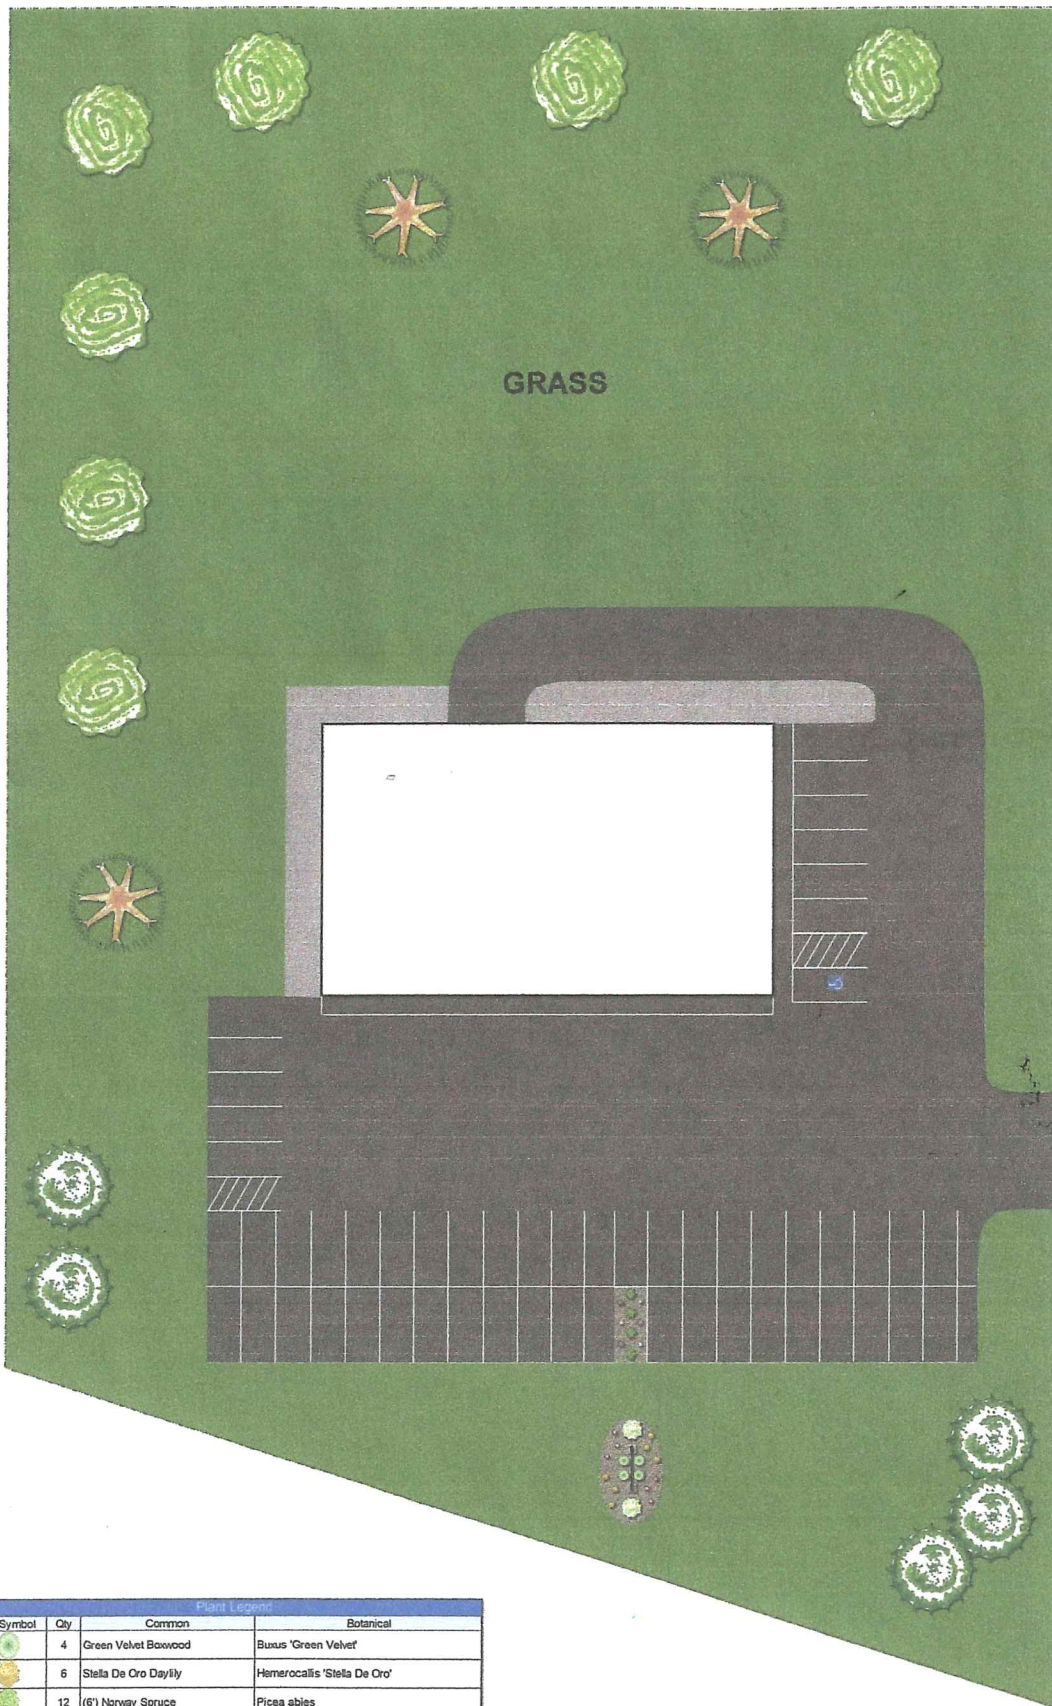 GRASS
Plant Legend
Symbol Qty Common Botanical
4 Green Velvet Boxwood Buxus 'Green Velvet'
6 Stella De Oro Daylily Hemerocallis 'Stella De Oro'
12 (6') Norway Spruce Picea abies